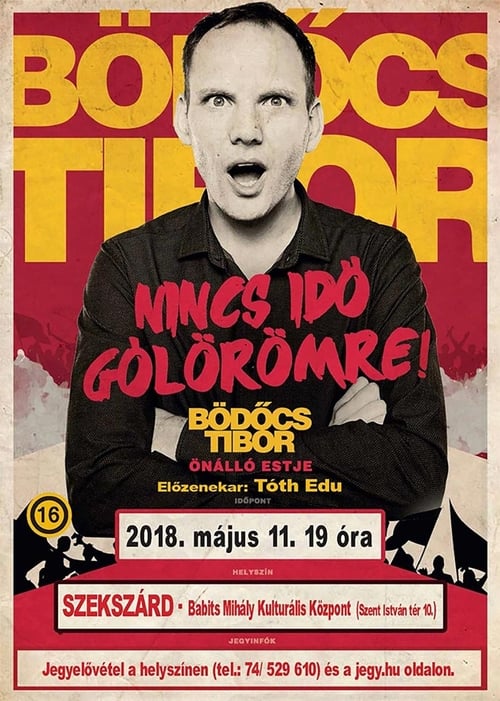 BÖDŐCS
TIBOR
NINCS IDŐ
GÓLÖRÖMRE!
BÖDŐCS
TIBOR
ÖNÁLLÓ ESTJE
Előzenekar: Tóth Edu
IDŐPONT
16
2018. május 11. 19 óra
HELYSZÍN
SZEKSZÁRD - Babits Mihály Kulturális Központ (Szent István tér 10.)
JEGYINFÓK
Jegyelővétel a helyszínen (tel.: 74/ 529 610) és a jegy.hu oldalon.